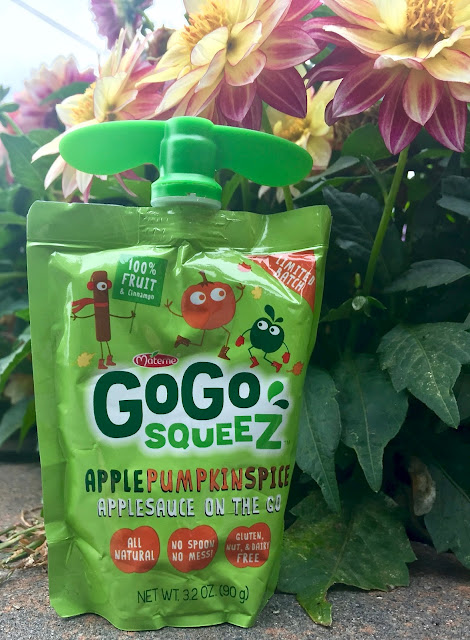 100%
FRUIT
& Cinnamon
LIMITED
BATCH
Materne
GOGO
SQUEEZ™
APPLEPUMPKINSPICE
APPLESAUCE ON THE GO
ALL
NATURAL
NO SPOON
NO MESS!
GLUTEN,
NUT, & DAIRY
FREE
NET WT. 3.2 OZ. (90 g)